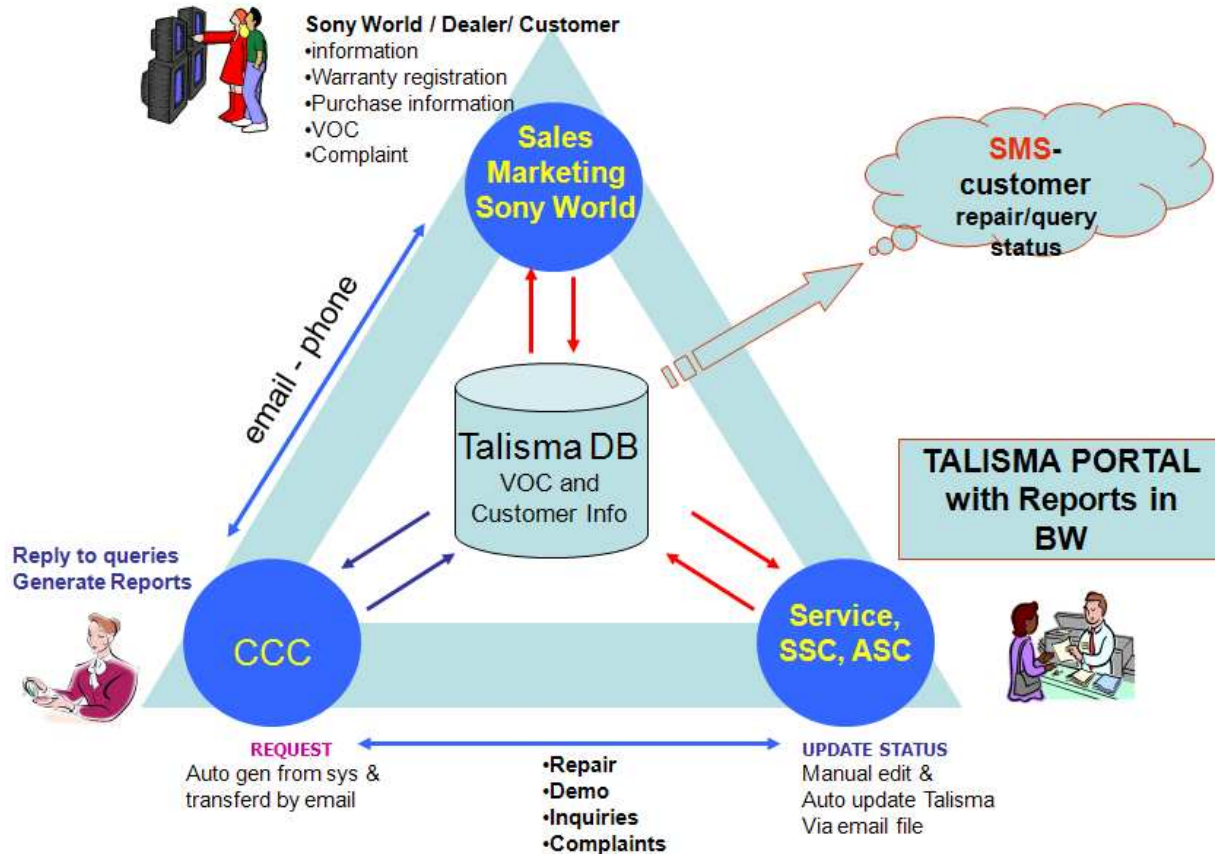 Sony World / Dealer/ Customer
•information
•Warranty registration
•Purchase information
•VOC
•Complaint
Sales
Marketing
Sony World
SMS-
customer
repair/query
status
email - phone
Talisma DB
VOC and
Customer Info
TALISMA PORTAL
with Reports in
BW
Reply to queries
Generate Reports
CCC
Service,
SSC, ASC
REQUEST
Auto gen from sys &
transferd by email
•Repair
•Demo
•Inquiries
•Complaints
UPDATE STATUS
Manual edit &
Auto update Talisma
Via email file